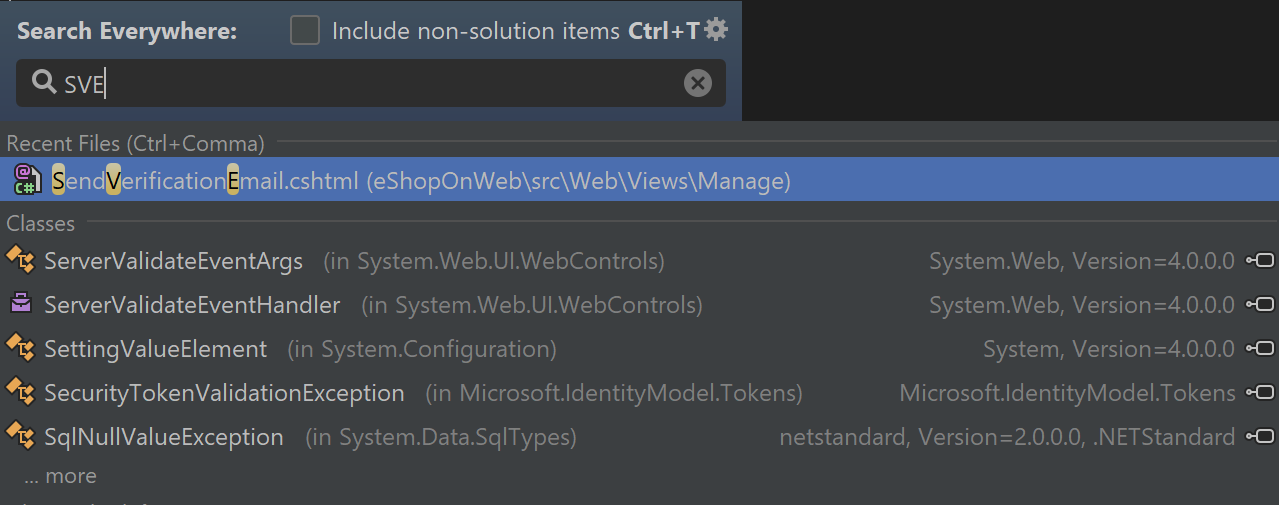 Search Everywhere: Include non-solution items Ctrl+T
SVE
Recent Files (Ctrl+Comma)
@ C# SendVerificationEmail.cshtml (eShopOnWeb\src\Web\Views\Manage)
Classes
ServerValidateEventArgs (in System.Web.UI.WebControls) System.Web, Version=4.0.0.0
ServerValidateEventHandler (in System.Web.UI.WebControls) System.Web, Version=4.0.0.0
SettingValueElement (in System.Configuration) System, Version=4.0.0.0
SecurityTokenValidationException (in Microsoft.IdentityModel.Tokens) Microsoft.IdentityModel.Tokens
SqlNullValueException (in System.Data.SqlTypes) netstandard, Version=2.0.0.0, .NETStandard
... more